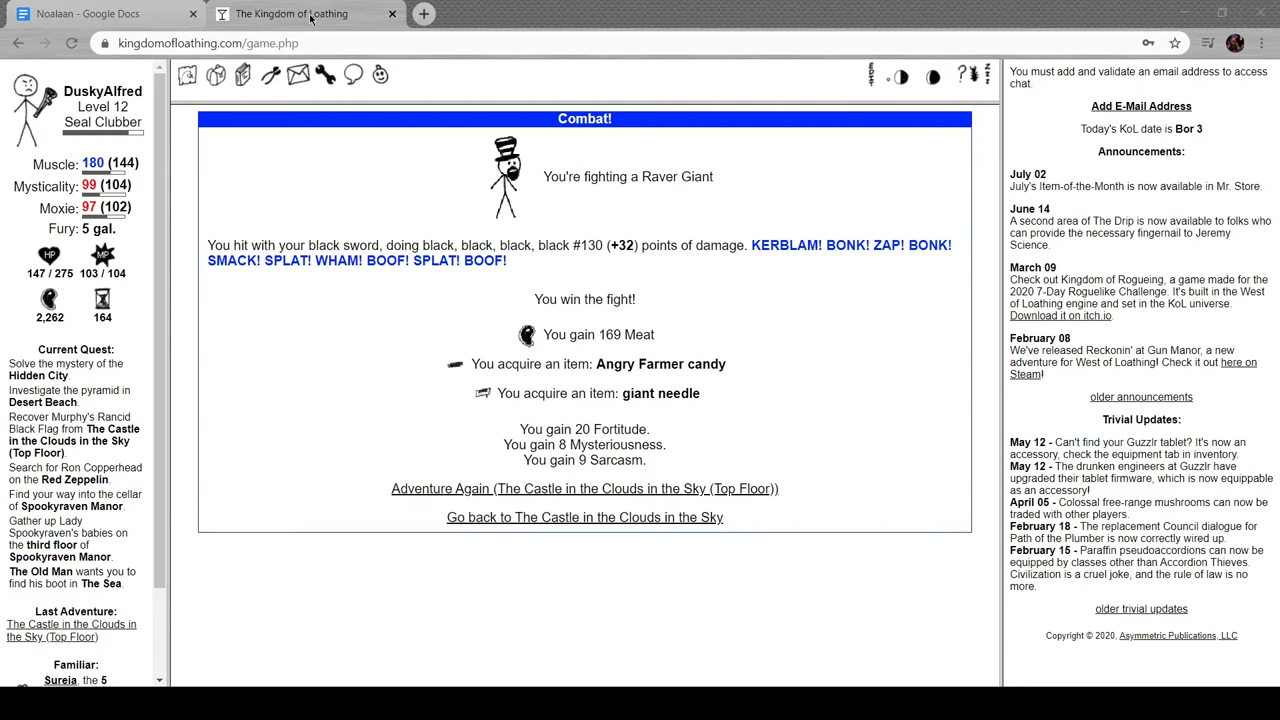 Noalaan - Google Docs
The Kingdom of Loathing
kingdomofloathing.com/game.php
DuskyAlfred
Level 12
Seal Clubber
Muscle: 180 (144)
Mysticality: 99 (104)
Moxie: 97 (102)
Fury: 5 gal.
HP MP
147 / 275 103 / 104
2,262 164
Current Quest:
Solve the mystery of the
Hidden City.
Investigate the pyramid in
Desert Beach.
Recover Murphy's Rancid
Black Flag from The Castle
in the Clouds in the Sky
(Top Floor).
Search for Ron Copperhead
on the Red Zeppelin.
Find your way into the cellar
of Spookyraven Manor.
Gather up Lady
Spookyraven's babies on
the third floor of
Spookyraven Manor.
The Old Man wants you to
find his boot in The Sea.
Last Adventure:
The Castle in the Clouds in
the Sky (Top Floor)
Familiar:
Sureia, the 5
Combat!
You're fighting a Raver Giant
You hit with your black sword, doing black, black, black, black #130 (+32) points of damage. KERBLAM! BONK! ZAP! BONK!
SMACK! SPLAT! WHAM! BOOF! SPLAT! BOOF!
You win the fight!
You gain 169 Meat
You acquire an item: Angry Farmer candy
You acquire an item: giant needle
You gain 20 Fortitude.
You gain 8 Mysteriousness.
You gain 9 Sarcasm.
Adventure Again (The Castle in the Clouds in the Sky (Top Floor))
Go back to The Castle in the Clouds in the Sky
You must add and validate an email address to access
chat.
Add E-Mail Address
Today's KoL date is Bor 3
Announcements:
July 02
July's Item-of-the-Month is now available in Mr. Store.
June 14
A second area of The Drip is now available to folks who
can provide the necessary fingernail to Jeremy
Science.
March 09
Check out Kingdom of Rogueing, a game made for the
2020 7-Day Roguelike Challenge. It's built in the West
of Loathing engine and set in the KoL universe.
Download it on itch.io.
February 08
We've released Reckonin' at Gun Manor, a new
adventure for West of Loathing! Check it out here on
Steam!
older announcements
Trivial Updates:
May 12 - Can't find your Guzzlr tablet? It's now an
accessory, check the equipment tab in inventory.
May 12 - The drunken engineers at Guzzlr have
upgraded their tablet firmware, which is now equippable
as an accessory!
April 05 - Colossal free-range mushrooms can now be
traded with other players.
February 18 - The replacement Council dialogue for
Path of the Plumber is now correctly wired up.
February 15 - Paraffin pseudoaccordions can now be
equipped by classes other than Accordion Thieves.
Civilization is a cruel joke, and the rule of law is no
more.
older trivial updates
Copyright © 2020, Asymmetric Publications, LLC